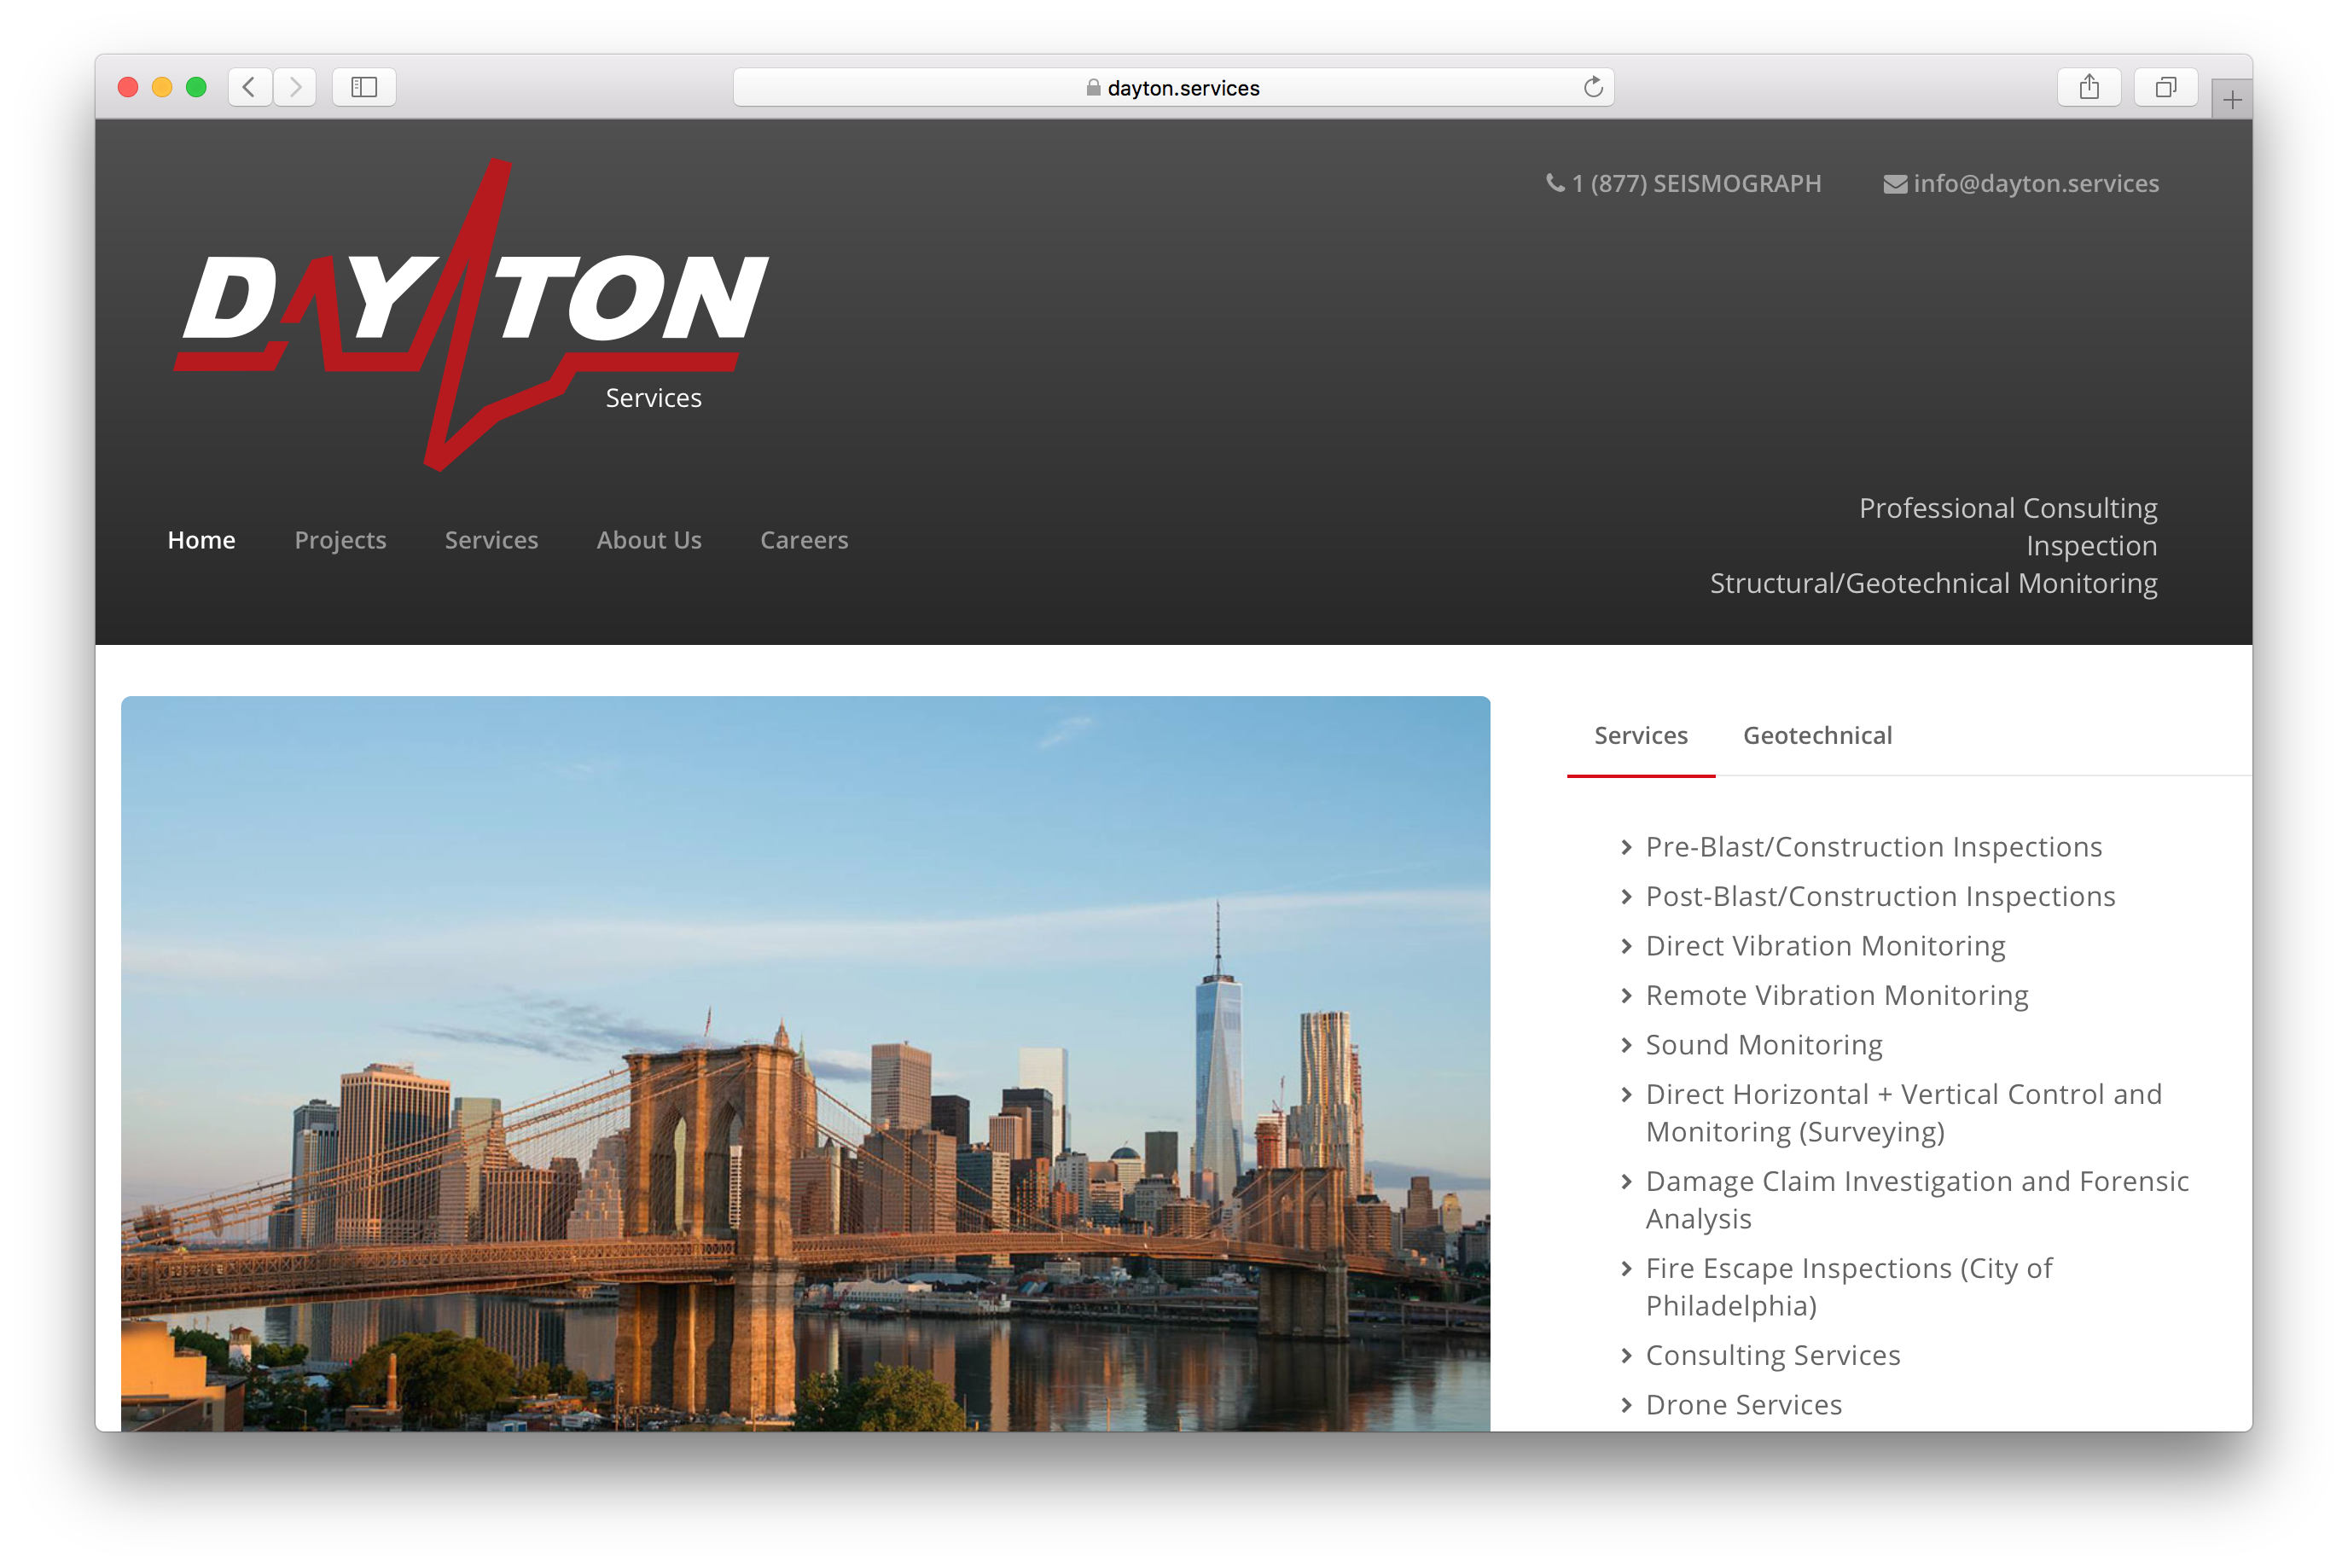 dayton.services
1 (877) SEISMOGRAPH
info@dayton.services
DAYTON
Services
Home
Projects
Services
About Us
Careers
Professional Consulting
Inspection
Structural/Geotechnical Monitoring
Services
Geotechnical
Pre-Blast/Construction Inspections
Post-Blast/Construction Inspections
Direct Vibration Monitoring
Remote Vibration Monitoring
Sound Monitoring
Direct Horizontal + Vertical Control and
Monitoring (Surveying)
Damage Claim Investigation and Forensic
Analysis
Fire Escape Inspections (City of
Philadelphia)
Consulting Services
Drone Services